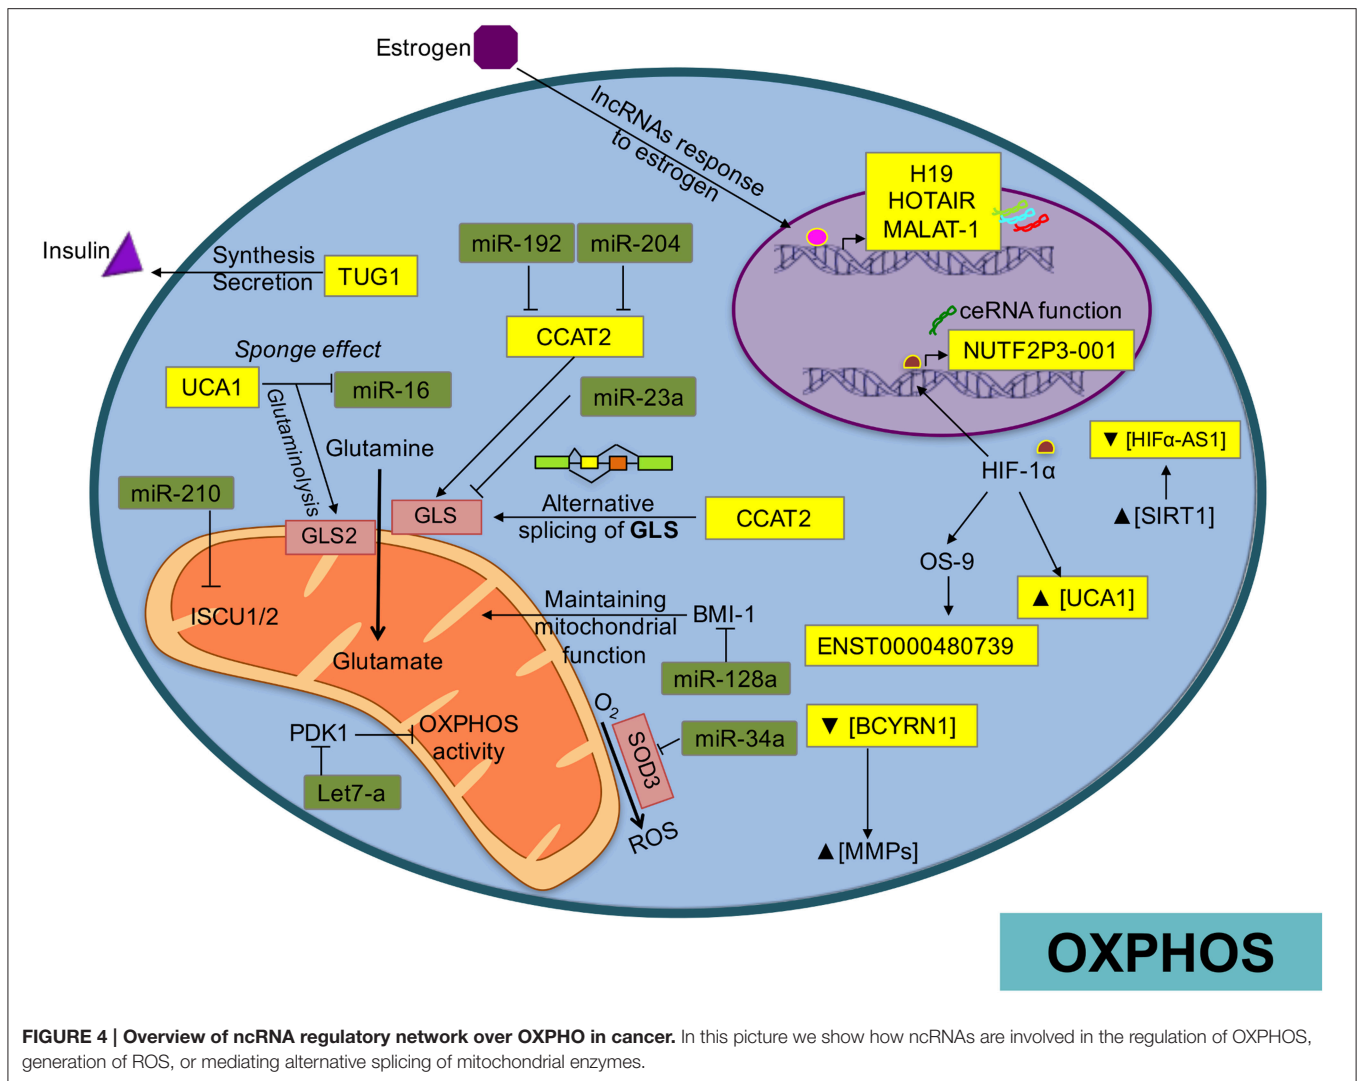 Estrogen
lncRNAs response
to estrogen
H19
HOTAIR
MALAT-1
Insulin
Synthesis
Secretion
TUG1
miR-192
miR-204
CCAT2
ceRNA function
NUTF2P3-001
Sponge effect
UCA1
miR-16
miR-23a
Glutaminolysis
Glutamine
HIF-1α
▼ [HIFα-AS1]
▲[SIRT1]
miR-210
GLS2
GLS
Alternative
splicing of GLS
CCAT2
OS-9
▲ [UCA1]
ENST0000480739
ISCU1/2
Glutamate
Maintaining
mitochondrial
function
BMI-1
miR-128a
PDK1
OXPHOS
activity
Let7-a
O2
SOD3
ROS
miR-34a
▼ [BCYRN1]
▲[MMPs]
OXPHOS
FIGURE 4 | Overview of ncRNA regulatory network over OXPHO in cancer. In this picture we show how ncRNAs are involved in the regulation of OXPHOS,
generation of ROS, or mediating alternative splicing of mitochondrial enzymes.